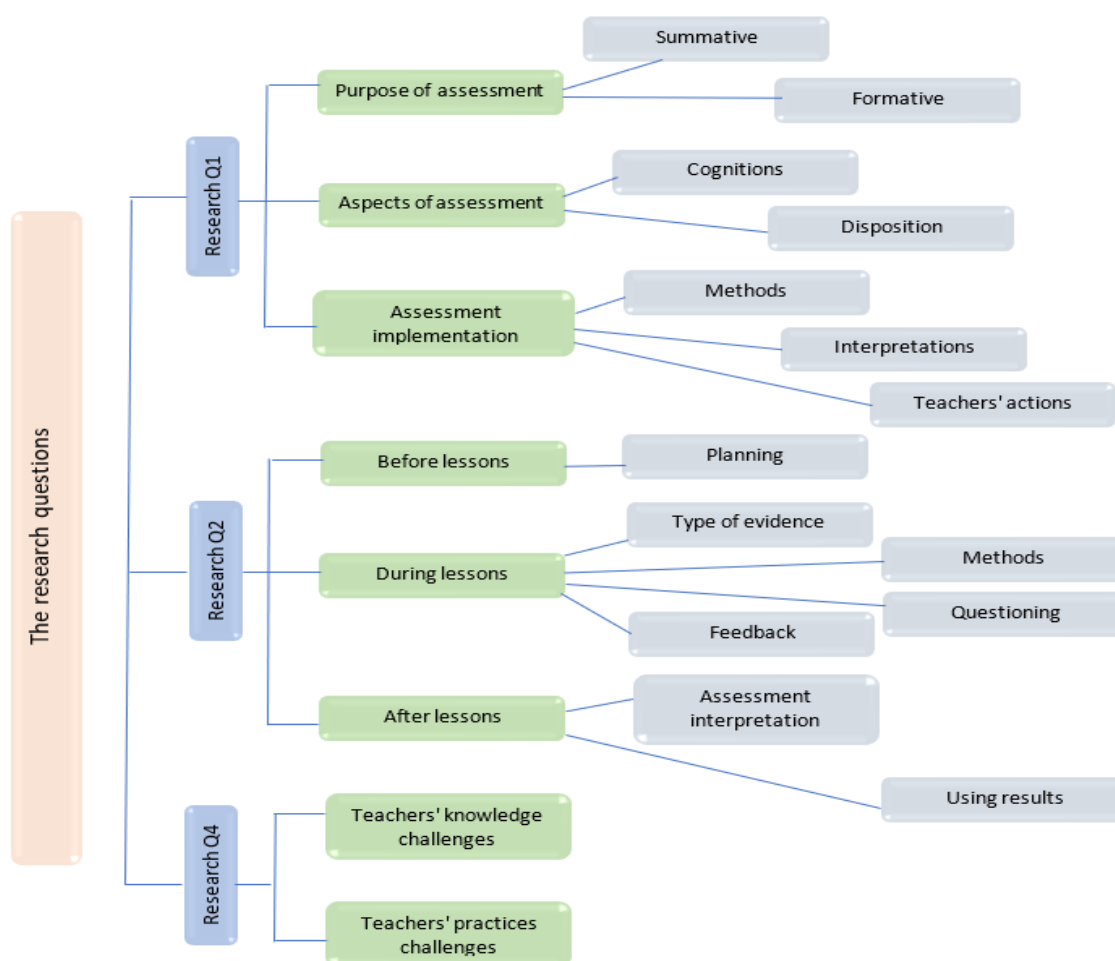 The research questions
Research Q1
Purpose of assessment
Summative
Formative
Aspects of assessment
Cognitions
Disposition
Assessment
implementation
Methods
Interpretations
Teachers' actions
Research Q2
Before lessons
Planning
During lessons
Type of evidence
Methods
Questioning
Feedback
After lessons
Assessment
interpretation
Using results
Research Q4
Teachers' knowledge
challenges
Teachers' practices
challenges